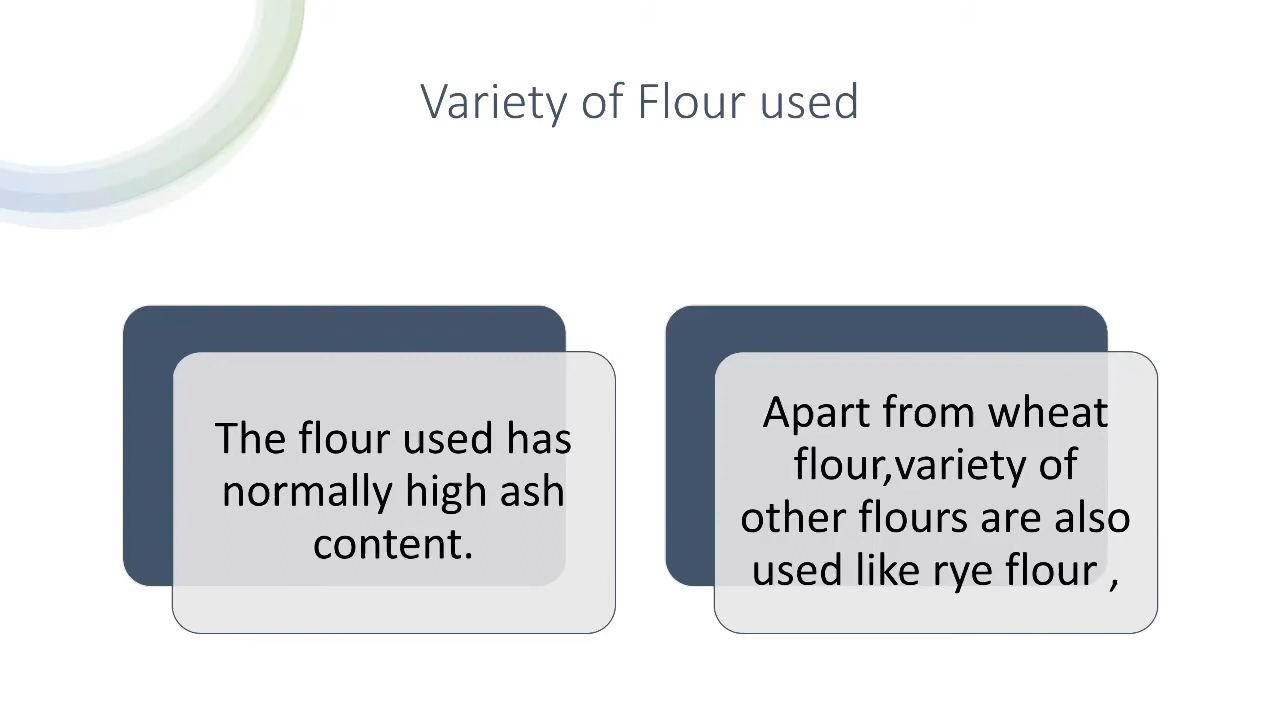 Variety of Flour used
The flour used has
normally high ash
content.
Apart from wheat
flour,variety of
other flours are also
used like rye flour ,